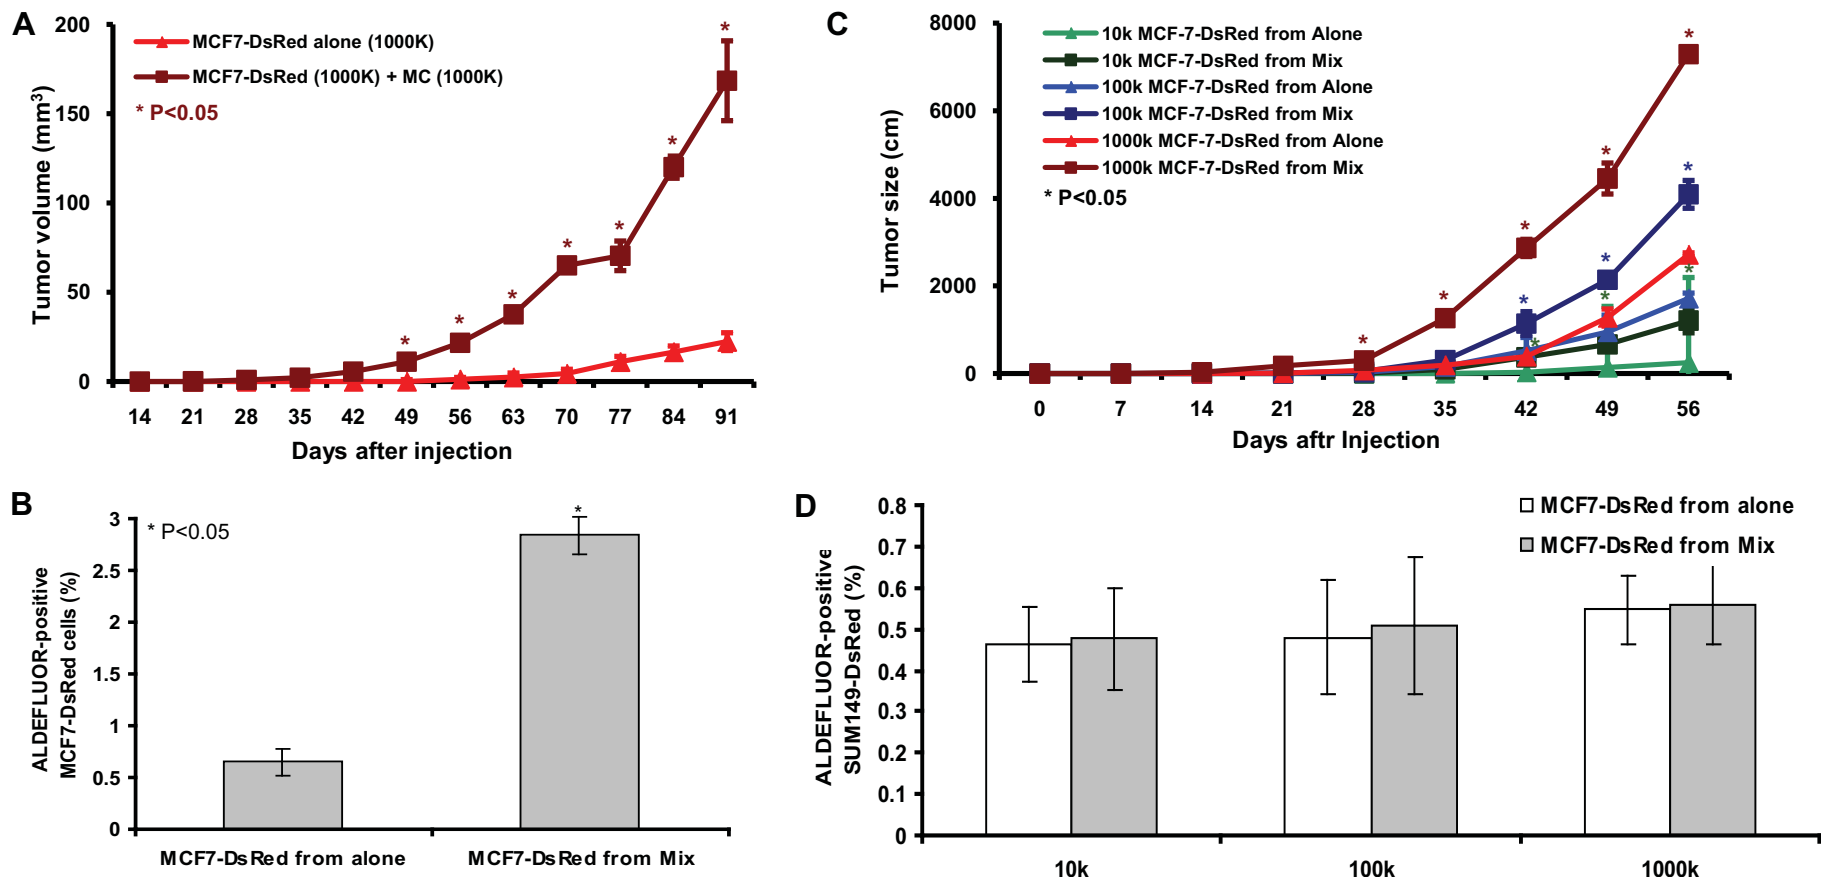 A
200
150
100
50
0
Tumor volume (mm³)
MCF7-DsRed alone (1000K)
MCF7-DsRed (1000K) + MC (1000K)
* P<0.05
* * * * * * *
14 21 28 35 42 49 56 63 70 77 84 91
Days after injection
C
8000
6000
4000
2000
0
Tumor size (cm)
10k MCF-7-DsRed from Alone
10k MCF-7-DsRed from Mix
100k MCF-7-DsRed from Alone
100k MCF-7-DsRed from Mix
1000k MCF-7-DsRed from Alone
1000k MCF-7-DsRed from Mix
* P<0.05
* * * * * * * * * * *
0 7 14 21 28 35 42 49 56
Days aftr Injection
B
3
2.5
2
1.5
1
0.5
0
ALDEFLUOR-positive
MCF7-DsRed cells (%)
* P<0.05
*
MCF7-DsRed from alone MCF7-DsRed from Mix
D
0.8
0.7
0.6
0.5
0.4
0.3
0.2
0.1
0
ALDEFLUOR-positive
SUM149-DsRed (%)
MCF7-DsRed from alone
MCF7-DsRed from Mix
10k 100k 1000k